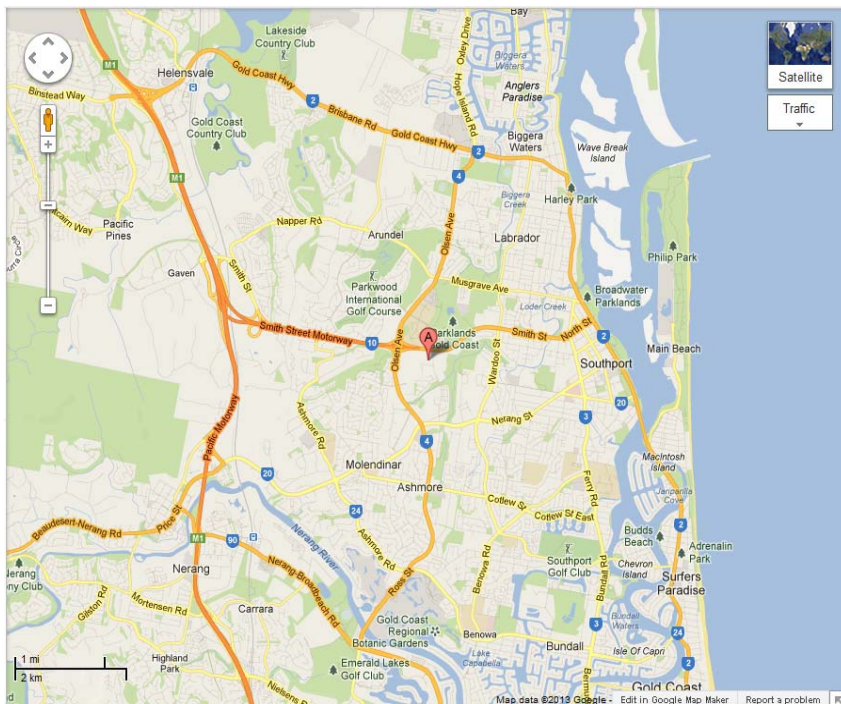 Bay
Lakeside
Country Club
Oxley Drive
M1
Helensvale
Gold Coast Hwy
Biggera
Waters
Anglers
Paradise
Satellite
Binstead Way
2
Brisbane Rd
Hope Island Rd
Traffic
Gold Coast
Country Club
Gold Coast Hwy
Biggera
Waters
Wave Break
Island
2
M1
4
Biggera
Creek
Harley Park
Pacific
Pines
Napper Rd
Arundel
Olsen Ave
Labrador
Philip Park
Gaven
Smith St
Parkwood
International
Golf Course
Musgrave Ave
Broadwater
Parklands
Loder Creek
Smith Street Motorway
10
Olsen Ave
A
Parklands
Gold Coast
Smith St
North St
2
Main Beach
Wardoo St
Southport
Pacific Motorway
Ashmore Rd
Nerang St
3
20
4
20
Molendinar
Ashmore
Macintosh
Island
Janparilla
Cove
Price St
24
Cotlew St
Cotlew St East
Ferry Rd
2
Beaudesert-Nerang Rd
M1
90
Nerang River
Ashmore Rd
Benowa Rd
Budds
Beach
Adrenalin
Park
Nerang
Nerang Broadbeach Rd
Ross St
Southport
Golf Club
Bundall Rd
Chevron
Island
Surfers
Paradise
Gilston Rd
Mortensen Rd
Carrara
Gold Coast
Regional
Botanic Gardens
Benowa
Bundall
Waters
3
24
1 mi
2 km
Highland
Park
Emerald Lakes
Golf Club
Lake
Capabella
Bundall
Isle Of Capri
2
Nielsens Rd
Gold Coast
Map data ©2013 Google - Edit in Google Map Maker Report a problem